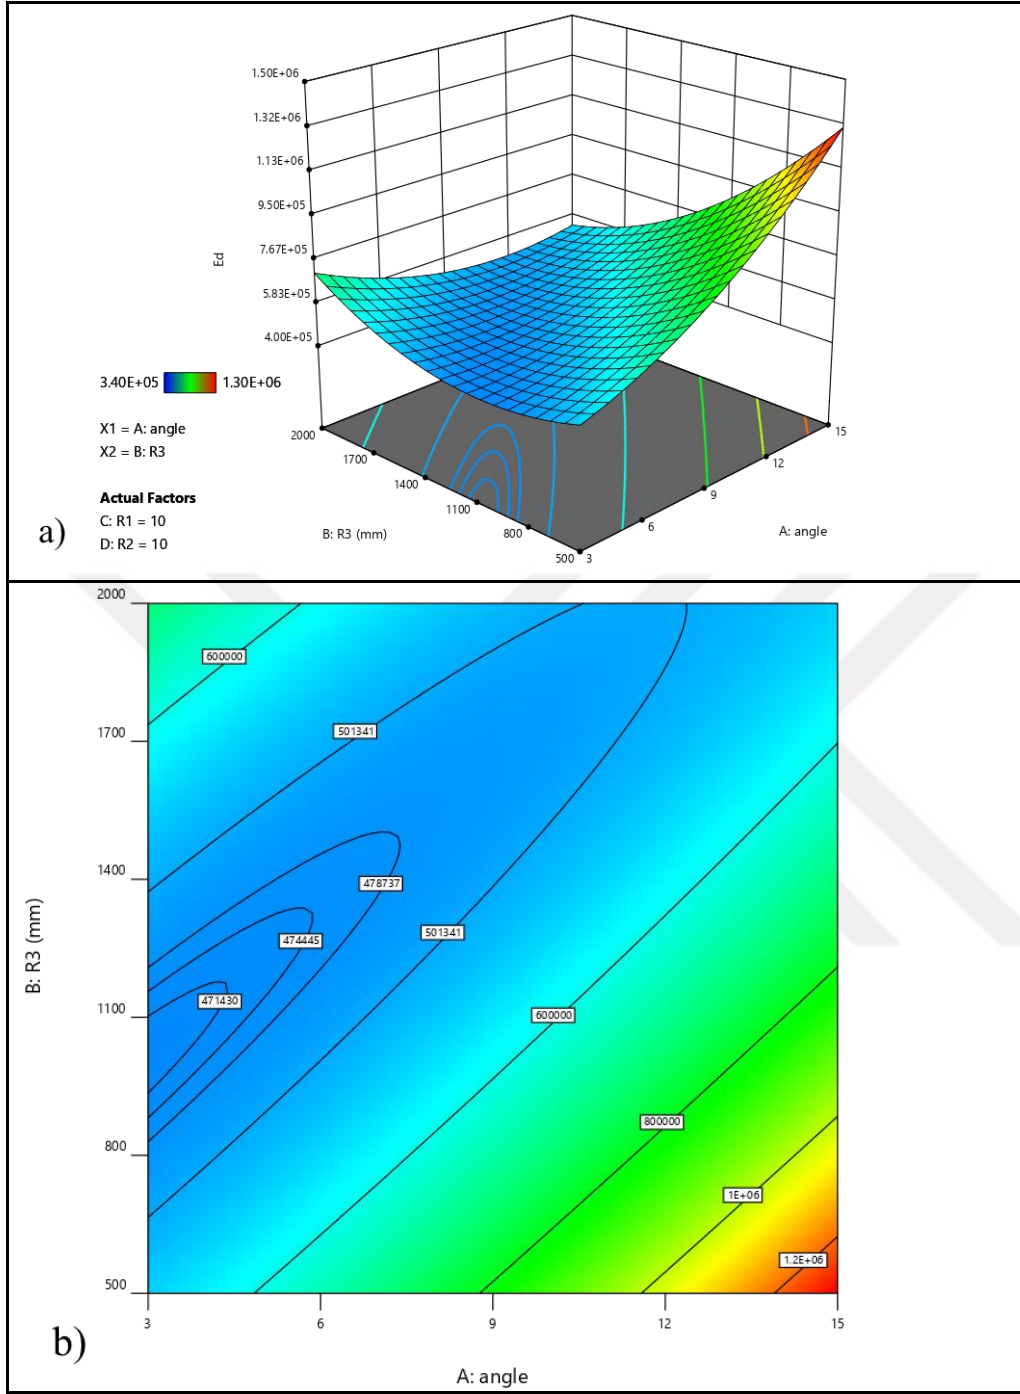 1.50E+06
1.32E+06
1.13E+06
9.50E+05
7.67E+05
5.83E+05
4.00E+05
Ed
3.40E+05 1.30E+06
X1 = A: angle
X2 = B: R3
Actual Factors
C: R1 = 10
D: R2 = 10
a)
2000
1700
1400
1100
800
500
B: R3 (mm)
3
6
9
12
15
A: angle
2000
1700
1400
1100
800
500
B: R3 (mm)
600000
501341
478737
474445
501341
471430
600000
800000
1E+06
1.2E+06
3 6 9 12 15
b)
A: angle